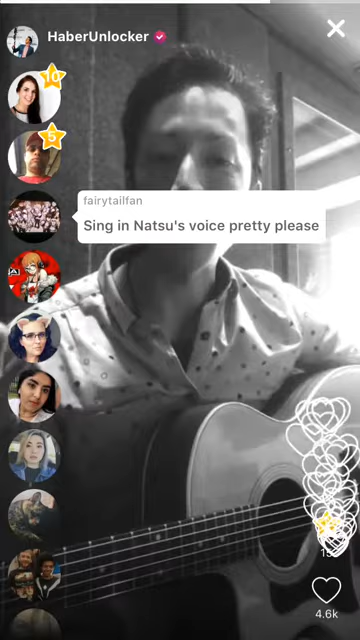 HaberUnlocker
10
5
fairytailfan
Sing in Natsu's voice pretty please
4.6k